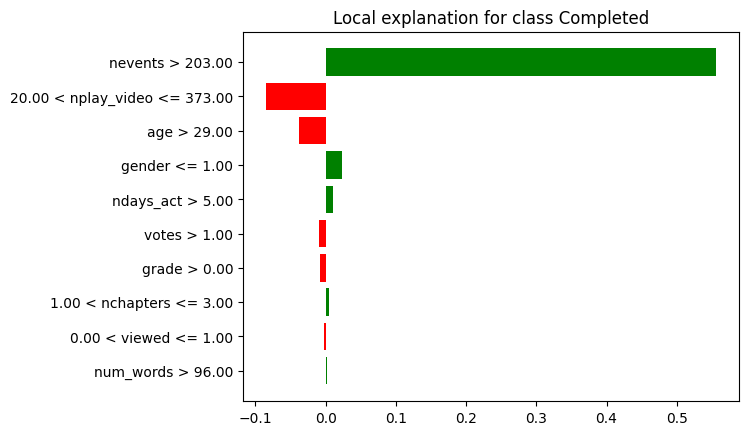 Local explanation for class Completed
nevents > 203.00
20.00 < nplay_video <= 373.00
age > 29.00
gender <= 1.00
ndays_act > 5.00
votes > 1.00
grade > 0.00
1.00 < nchapters <= 3.00
0.00 < viewed <= 1.00
num_words > 96.00
−0.1 0.0 0.1 0.2 0.3 0.4 0.5